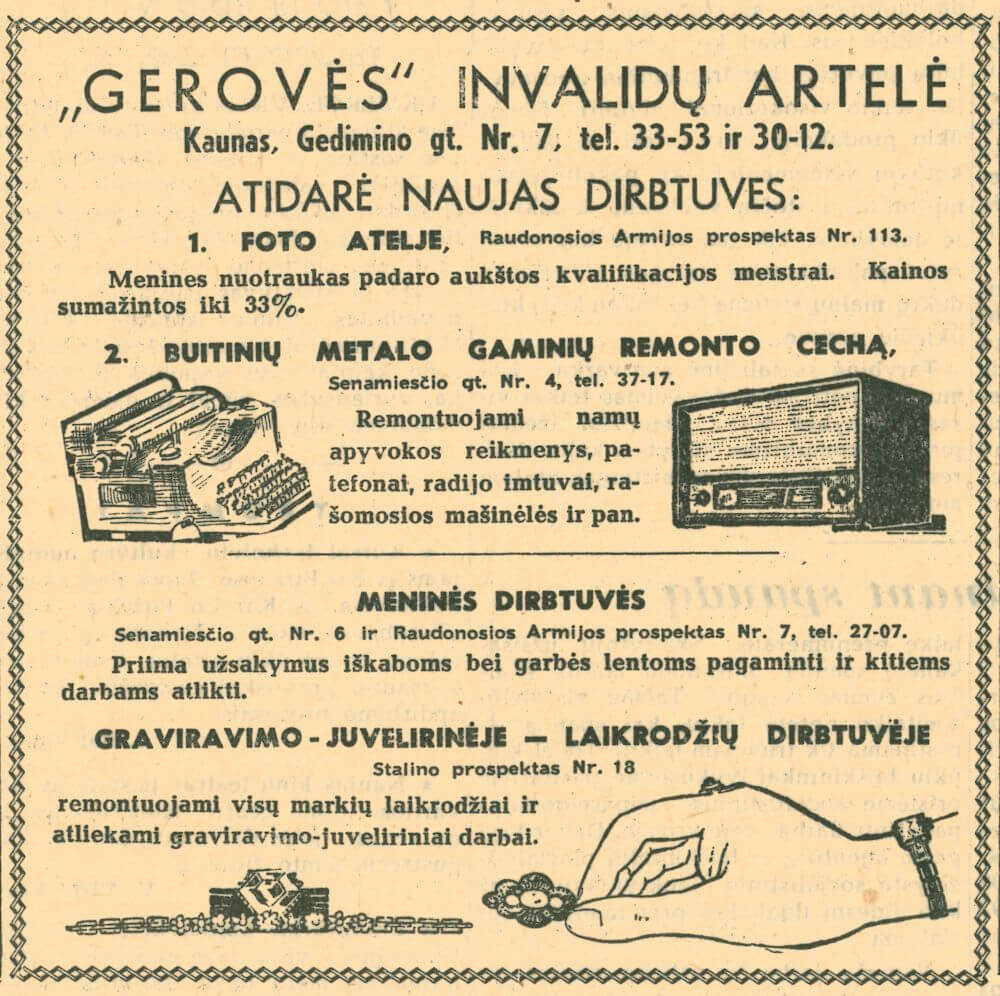 „GEROVĖS“ INVALIDŲ ARTELĖ
Kaunas, Gedimino gt. Nr. 7, tel. 33-53 ir 30-12.
ATIDARĖ NAUJAS DIRBTUVES:
1. FOTO ATELJE, Raudonosios Armijos prospektas Nr. 113.
Menines nuotraukas padaro aukštos kvalifikacijos meistrai. Kainos
sumažintos iki 33%.
2. BUITINIŲ METALO GAMINIŲ REMONTO CECHĄ,
Senamiesčio gt. Nr. 4, tel. 37-17.
Remontuojami namų
apyvokos reikmenys, pa-
tefonai, radijo imtuvai, ra-
šomosios mašinėlės ir pan.
MENINĖS DIRBTUVĖS
Senamiesčio gt. Nr. 6 ir Raudonosios Armijos prospektas Nr. 7, tel. 27-07.
Priima užsakymus iškaboms bei garbės lentoms pagaminti ir kitiems
darbams atlikti.
GRAVIRAVIMO - JUVELIRINĖJE — LAIKRODŽIŲ DIRBTUVĖJE
Stalino prospektas Nr. 18
remontuojami visų markių laikrodžiai ir
atliekami graviravimo-juveliriniai darbai.